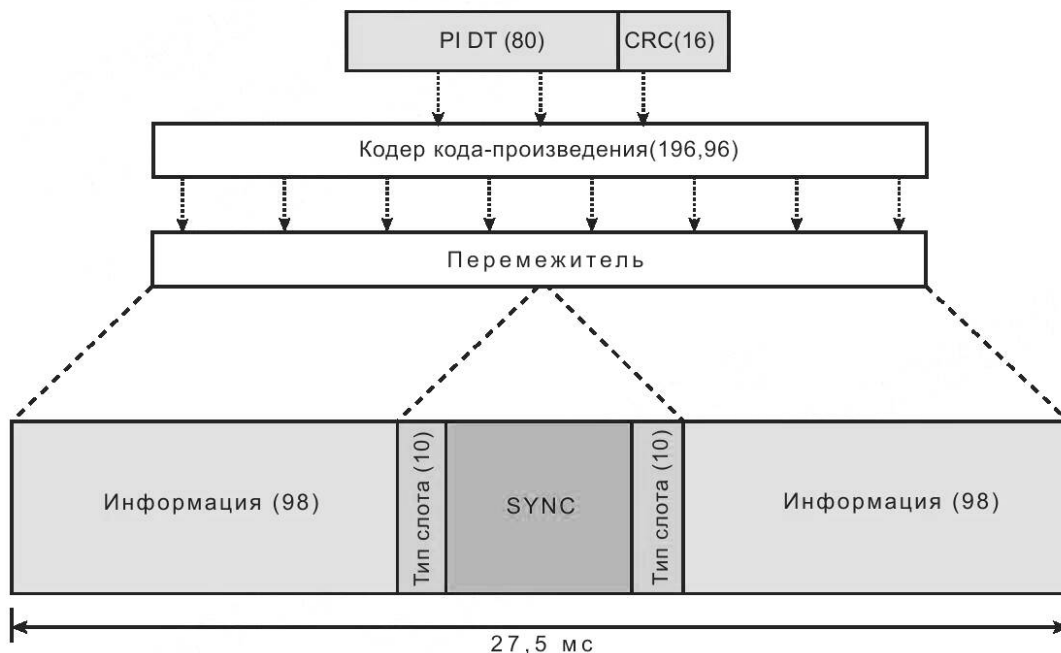 PI DT (80) CRC(16)
Кодер кода-произведения(196,96)
Перемежитель
Информация (98)
Тип слота (10)
SYNC
Тип слота (10)
Информация (98)
27,5 мс